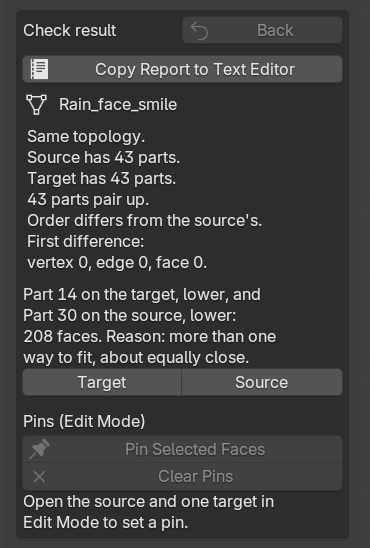 Check result
Back
Copy Report to Text Editor
Rain_face_smile
Same topology.
Source has 43 parts.
Target has 43 parts.
43 parts pair up.
Order differs from the source's.
First difference:
vertex 0, edge 0, face 0.
Part 14 on the target, lower, and
Part 30 on the source, lower:
208 faces. Reason: more than one
way to fit, about equally close.
Target
Source
Pins (Edit Mode)
Pin Selected Faces
Clear Pins
Open the source and one target in
Edit Mode to set a pin.